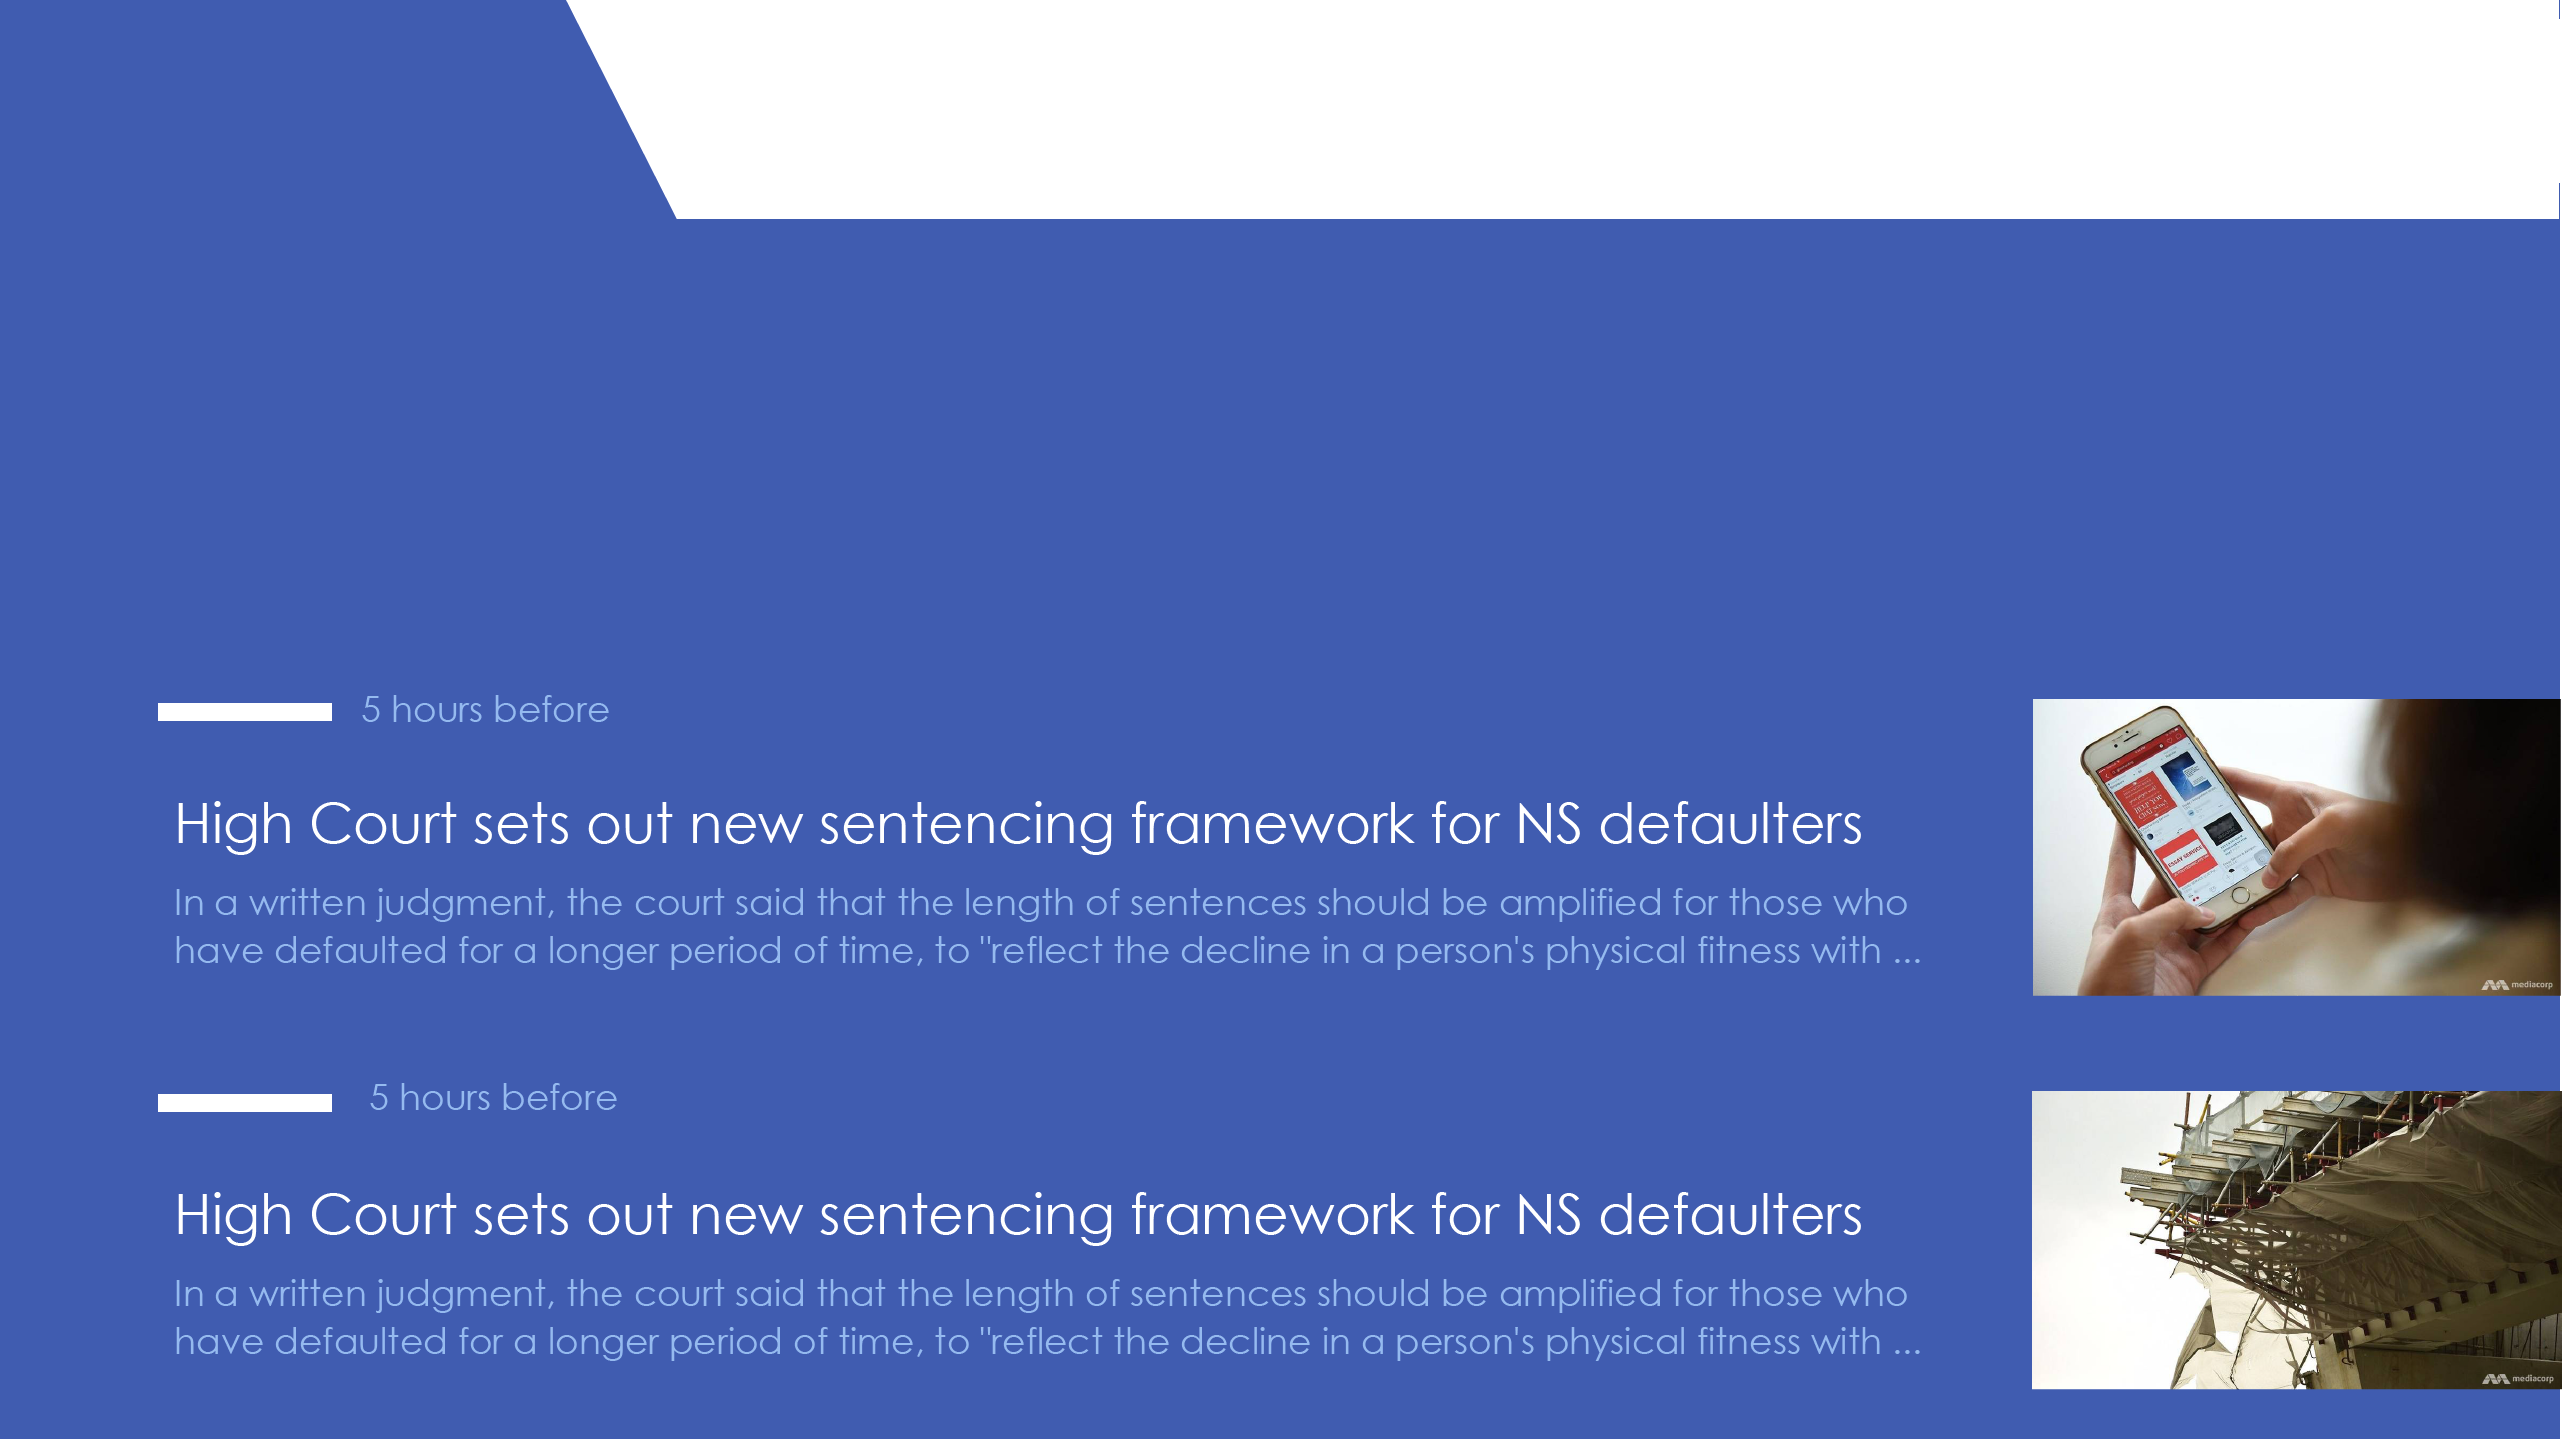 5 hours before
High Court sets out new sentencing framework for NS defaulters
In a written judgment, the court said that the length of sentences should be amplified for those who
have defaulted for a longer period of time, to "reflect the decline in a person's physical fitness with ...
HELP YOU
ESSAY SERVICE
mediacorp
5 hours before
High Court sets out new sentencing framework for NS defaulters
In a written judgment, the court said that the length of sentences should be amplified for those who
have defaulted for a longer period of time, to "reflect the decline in a person's physical fitness with ...
mediacorp